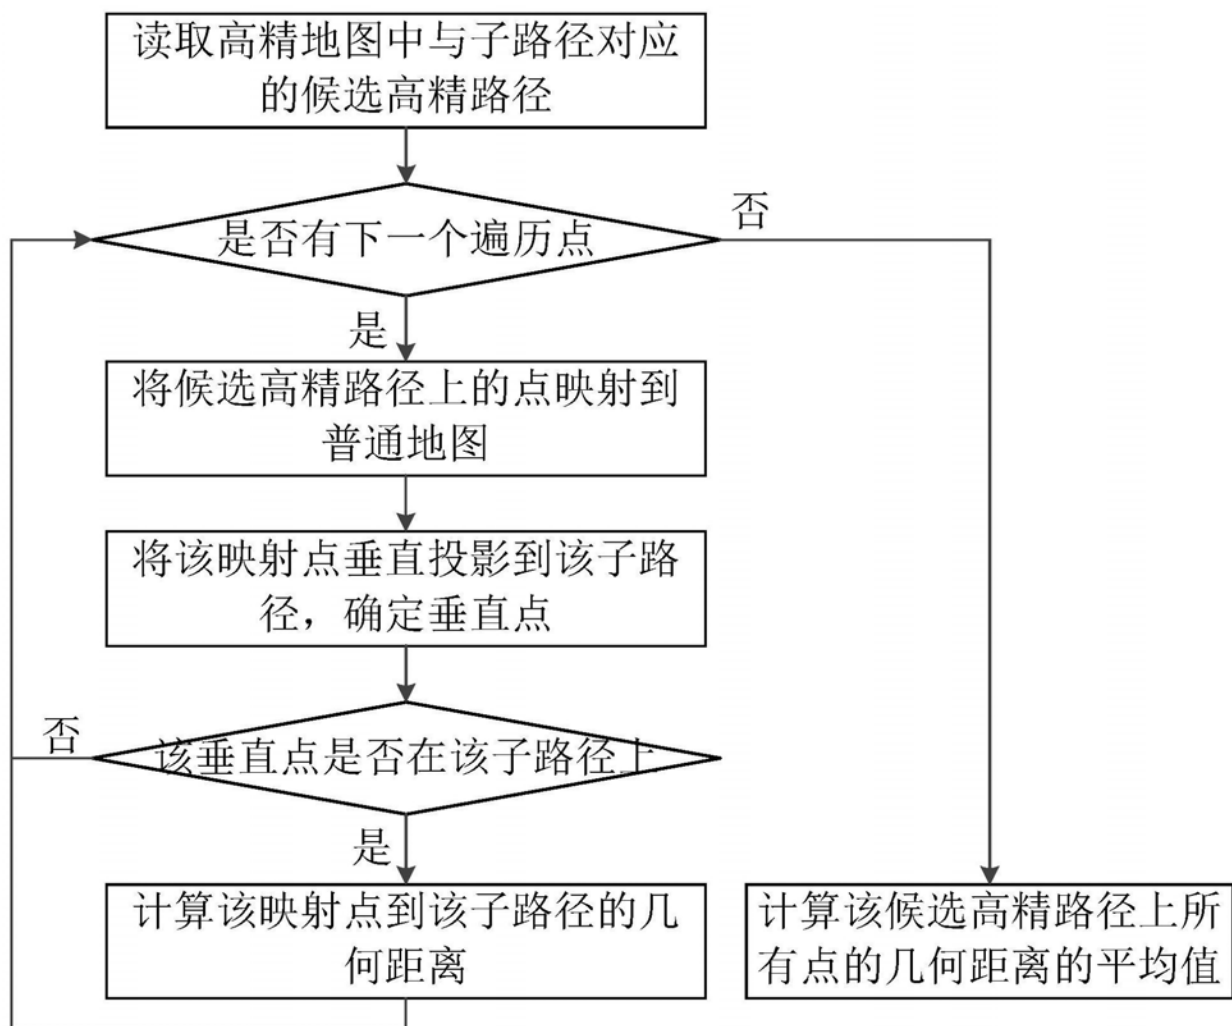 读取高精地图中与子路径对应
的候选高精路径
否
是否有下一个遍历点
是
将候选高精路径上的点映射到
普通地图
将该映射点垂直投影到该子路
径，确定垂直点
否
该垂直点是否在该子路径上
是
计算该映射点到该子路径的几
何距离
计算该候选高精路径上所
有点的几何距离的平均值